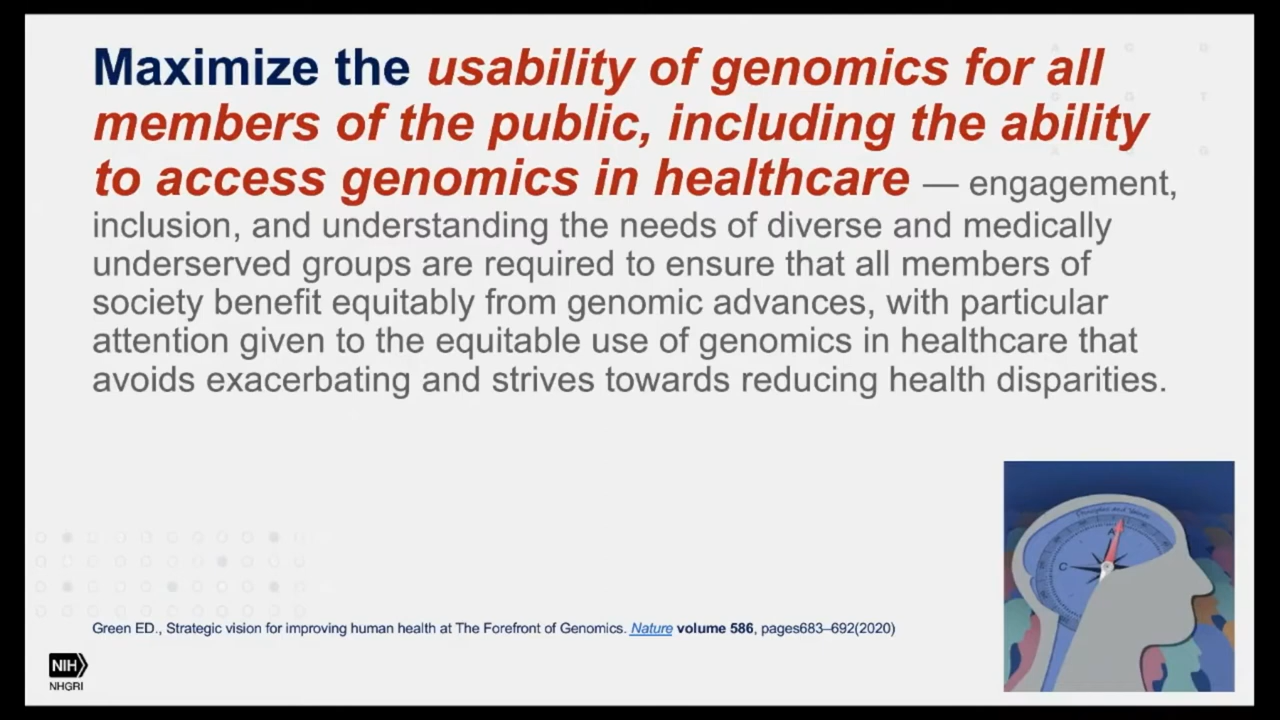 Maximize the usability of genomics for all
members of the public, including the ability
to access genomics in healthcare — engagement,
inclusion, and understanding the needs of diverse and medically
underserved groups are required to ensure that all members of
society benefit equitably from genomic advances, with particular
attention given to the equitable use of genomics in healthcare that
avoids exacerbating and strives towards reducing health disparities.
Principles and Values
C
Green ED., Strategic vision for improving human health at The Forefront of Genomics. Nature volume 586, pages683–692(2020)
NIH
NHGRI